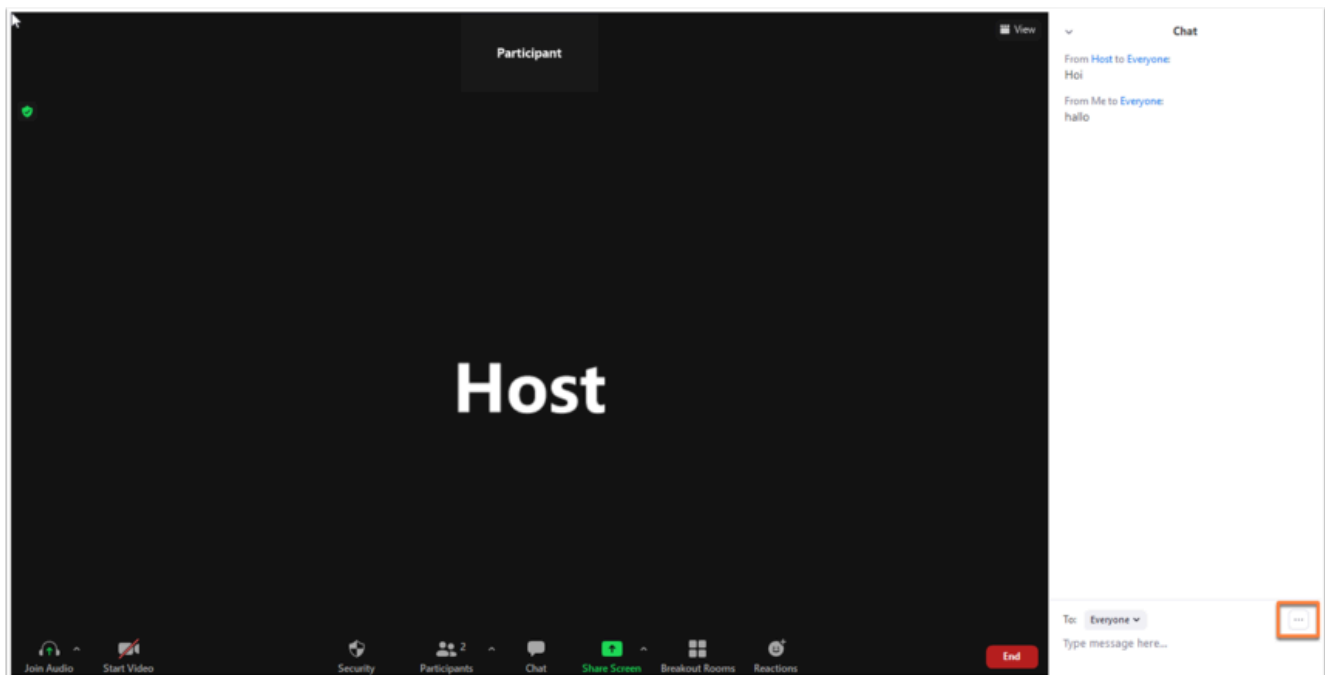 Participant
View
Host
Join Audio
Start Video
Security
Participants
2
Chat
Share Screen
Breakout Rooms
Reactions
End
Chat
From Host to Everyone:
Hoi
From Me to Everyone:
hallo
To: Everyone
...
Type message here...